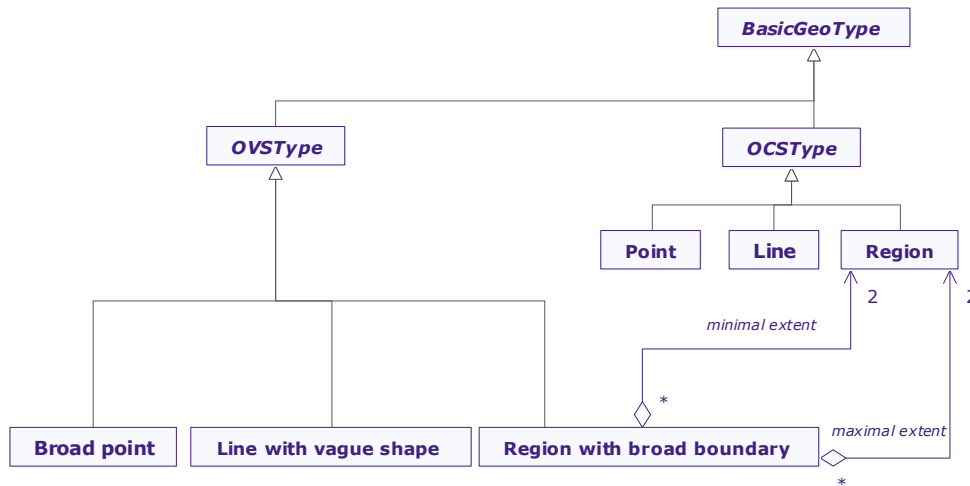 BasicGeoType
OVSType
OCSType
Point
Line
Region
2
2
minimal extent
*
Broad point
Line with vague shape
Region with broad boundary
maximal extent
*